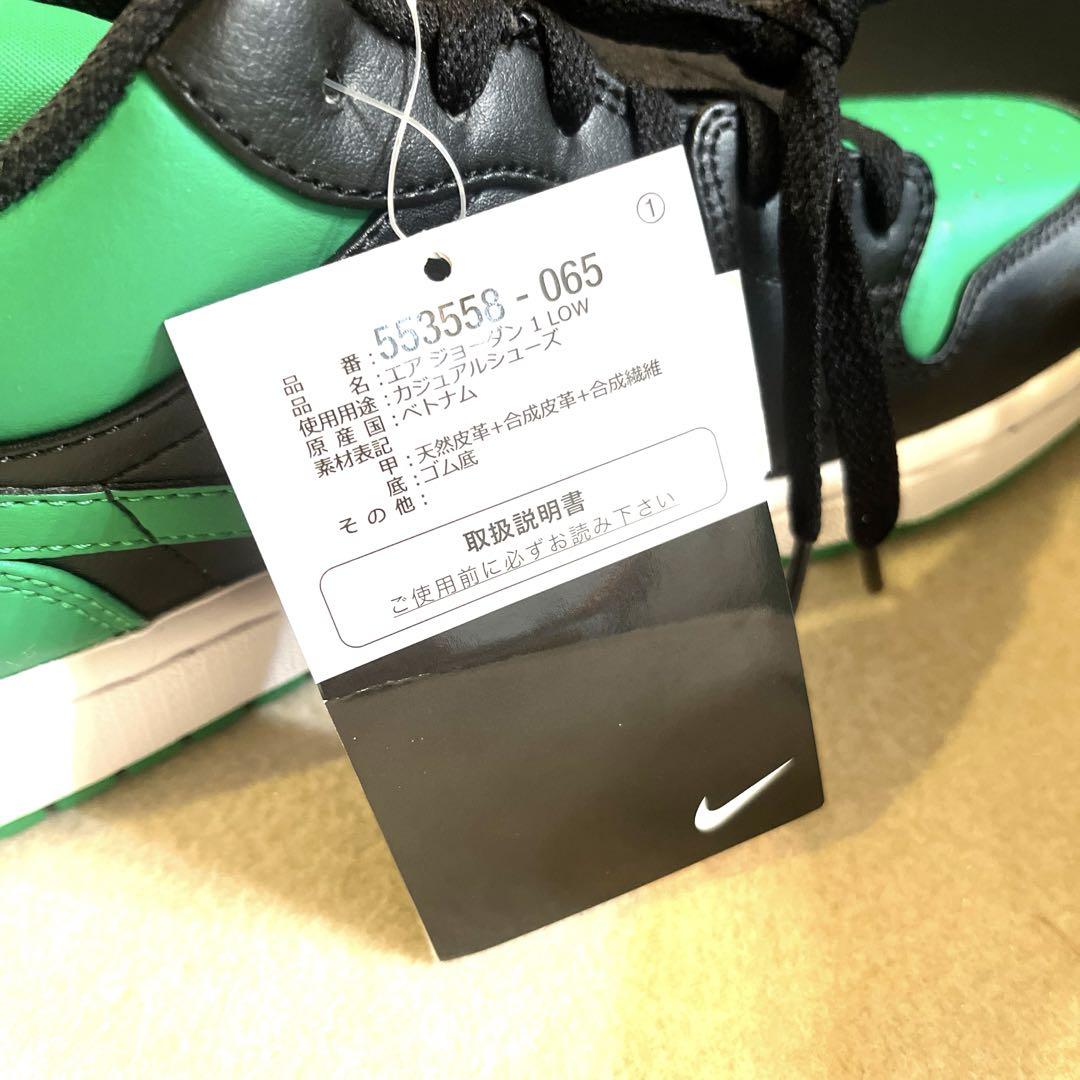 ①
品番:553558-065
品名:エア ジョーダン 1 LOW
使用用途:カジュアルシューズ
原産国:ベトナム
素材表記
甲:天然皮革+合成皮革+合成繊維
底:ゴム底
その他:
取扱説明書
ご使用前に必ずお読み下さい